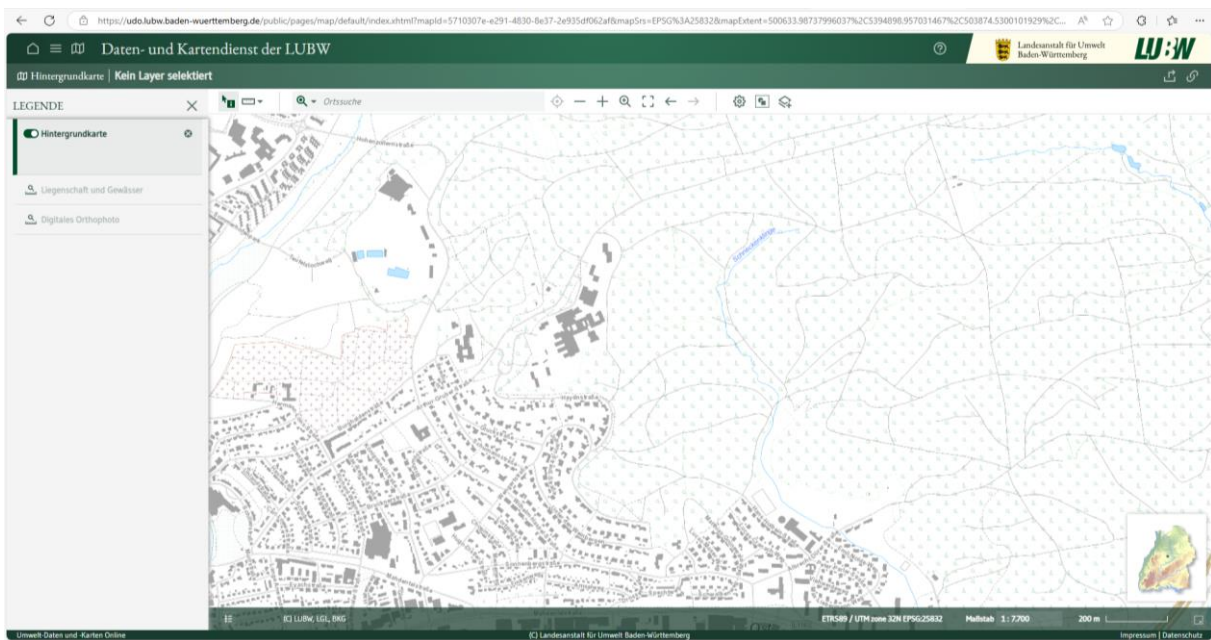 https://udo.lubw.baden-wuerttemberg.de/public/pages/map/default/index.xhtml?mapId=5710307e-e291-4830-8e37-2e935df062af&mapSrs=EPSG%3A25832&mapExtent=500633.98737996037%2C5394898.957031467%2C503874.5300101929%2C...
Daten- und Kartendienst der LUBW
Landesanstalt für Umwelt
Baden-Württemberg
LU:W
Hintergrundkarte | Kein Layer selektiert
LEGENDE
Ortssuche
Hintergrundkarte
Liegenschaft und Gewässer
Digitales Orthophoto
Schneckenklinge
Haydnstraße
(C) LUBW, LGL, BKG
ETRS89 / UTM zone 32N EPSG:25832
Maßstab 1 : 7.700
200 m
Umwelt-Daten und -Karten Online
(C) Landesanstalt für Umwelt Baden-Württemberg
Impressum | Datenschutz